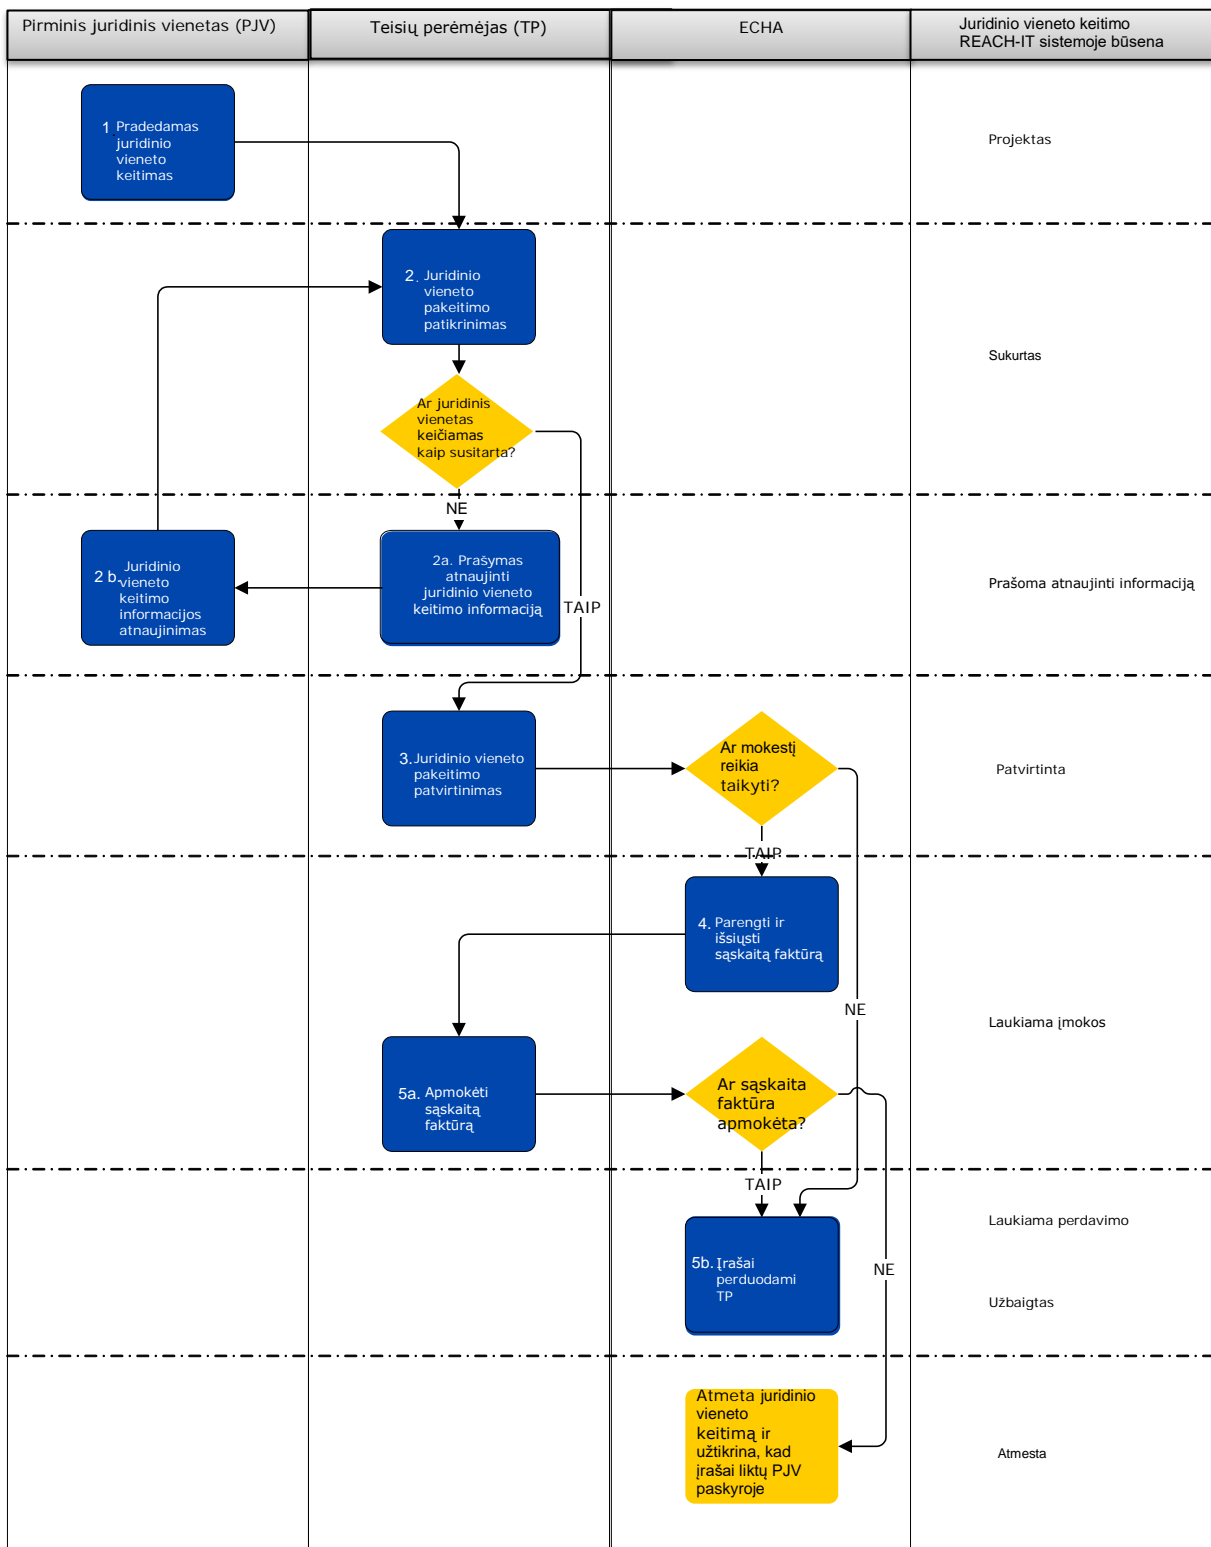 Pirminis juridinis vienetas (PJV)
Teisių perėmėjas (TP)
ECHA
Juridinio vieneto keitimo
REACH-IT sistemoje būsena
1. Pradedamas
juridinio
vieneto
keitimas
Projektas
2. Juridinio
vieneto
pakeitimo
patikrinimas
Sukurtas
Ar juridinis
vienetas
keičiamas
kaip susitarta?
NE
TAIP
2 b. Juridinio
vieneto
keitimo
informacijos
atnaujinimas
2a. Prašymas
atnaujinti
juridinio vieneto
keitimo informaciją
Prašoma atnaujinti informaciją
3. Juridinio vieneto
pakeitimo
patvirtinimas
Ar mokestį
reikia
taikyti?
Patvirtinta
TAIP
4. Parengti ir
išsiųsti
sąskaitą faktūrą
NE
Laukiama įmokos
5a. Apmokėti
sąskaitą
faktūrą
Ar sąskaita
faktūra
apmokėta?
TAIP
Laukiama perdavimo
5b. Įrašai
perduodami
TP
NE
Užbaigtas
Atmeta juridinio
vieneto
keitimą ir
užtikrina, kad
įrašai liktų PJV
paskyroje
Atmesta